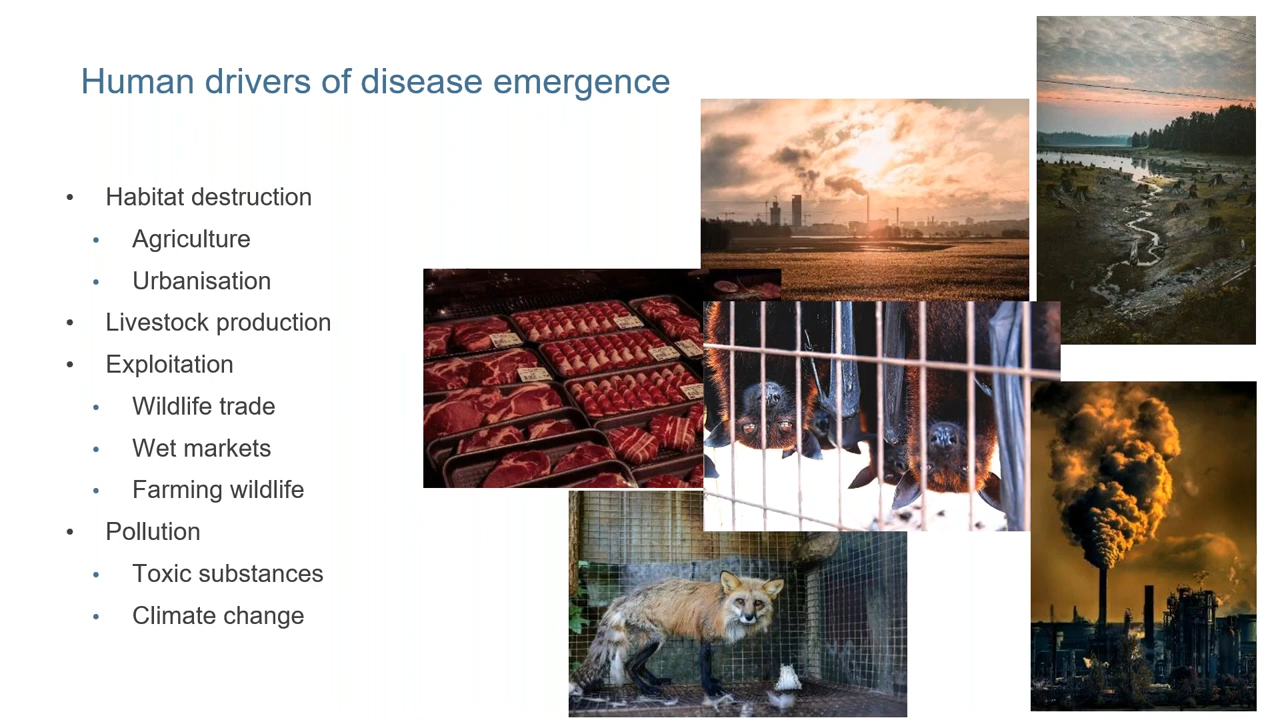 Human drivers of disease emergence
• Habitat destruction
• Agriculture
• Urbanisation
• Livestock production
• Exploitation
• Wildlife trade
• Wet markets
• Farming wildlife
• Pollution
• Toxic substances
• Climate change